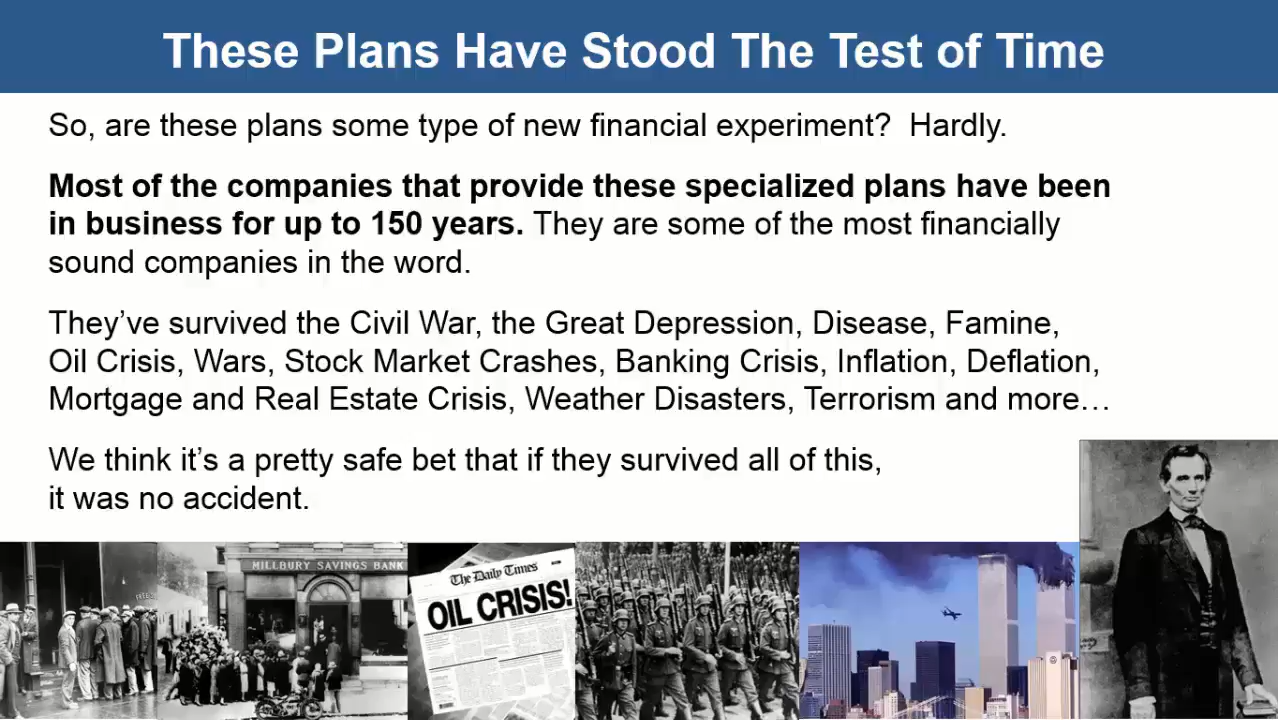 These Plans Have Stood The Test of Time
So, are these plans some type of new financial experiment?  Hardly.
Most of the companies that provide these specialized plans have been
in business for up to 150 years. They are some of the most financially
sound companies in the word.
They’ve survived the Civil War, the Great Depression, Disease, Famine,
Oil Crisis, Wars, Stock Market Crashes, Banking Crisis, Inflation, Deflation,
Mortgage and Real Estate Crisis, Weather Disasters, Terrorism and more…
We think it’s a pretty safe bet that if they survived all of this,
it was no accident.
MILLBURY SAVINGS BANK
The Daily Times
OIL CRISIS!